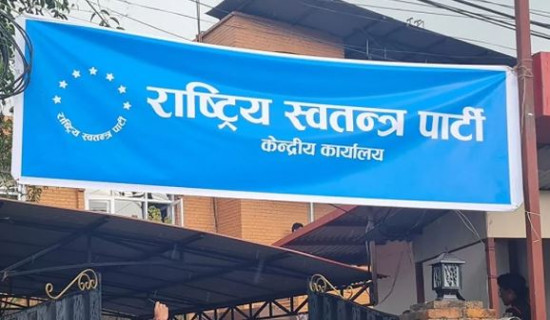 राष्ट्रिय स्वतन्त्र पार्टी
केन्द्रीय कार्यालय
राष्ट्रिय स्वतन्त्र पार्टी